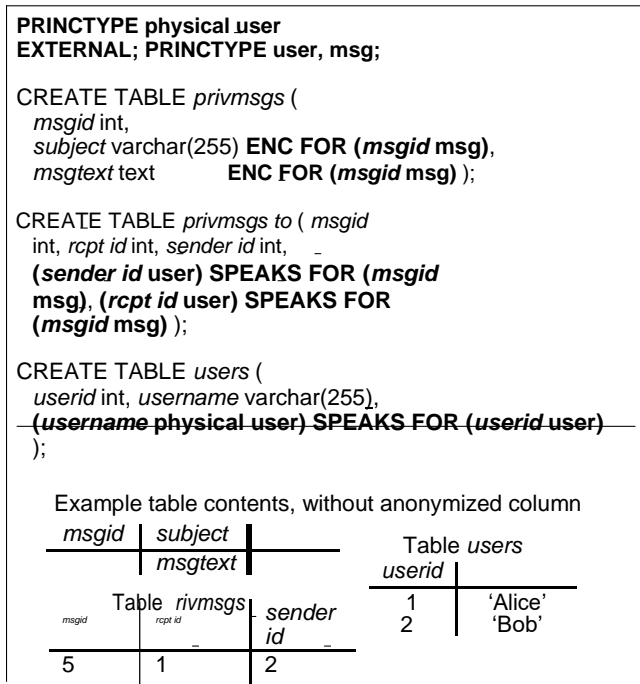 PRINCTYPE physical user
EXTERNAL; PRINCTYPE user, msg;
CREATE TABLE privmsgs (
msgid int,
subject varchar(255) ENC FOR (msgid msg),
msgtext text ENC FOR (msgid msg) );
CREATE TABLE privmsgs to ( msgid
int, rcpt id int, sender id int,
(sender id user) SPEAKS FOR (msgid
msg), (rcpt id user) SPEAKS FOR
(msgid msg) );
CREATE TABLE users (
userid int, username varchar(255),
(username physical user) SPEAKS FOR (userid user)
);
Example table contents, without anonymized column
msgid subject
msgtext
Table users
userid
1 ‘Alice’
2 ‘Bob’
Table rivmsgs
msgid rcpt id sender
id
5 1 2